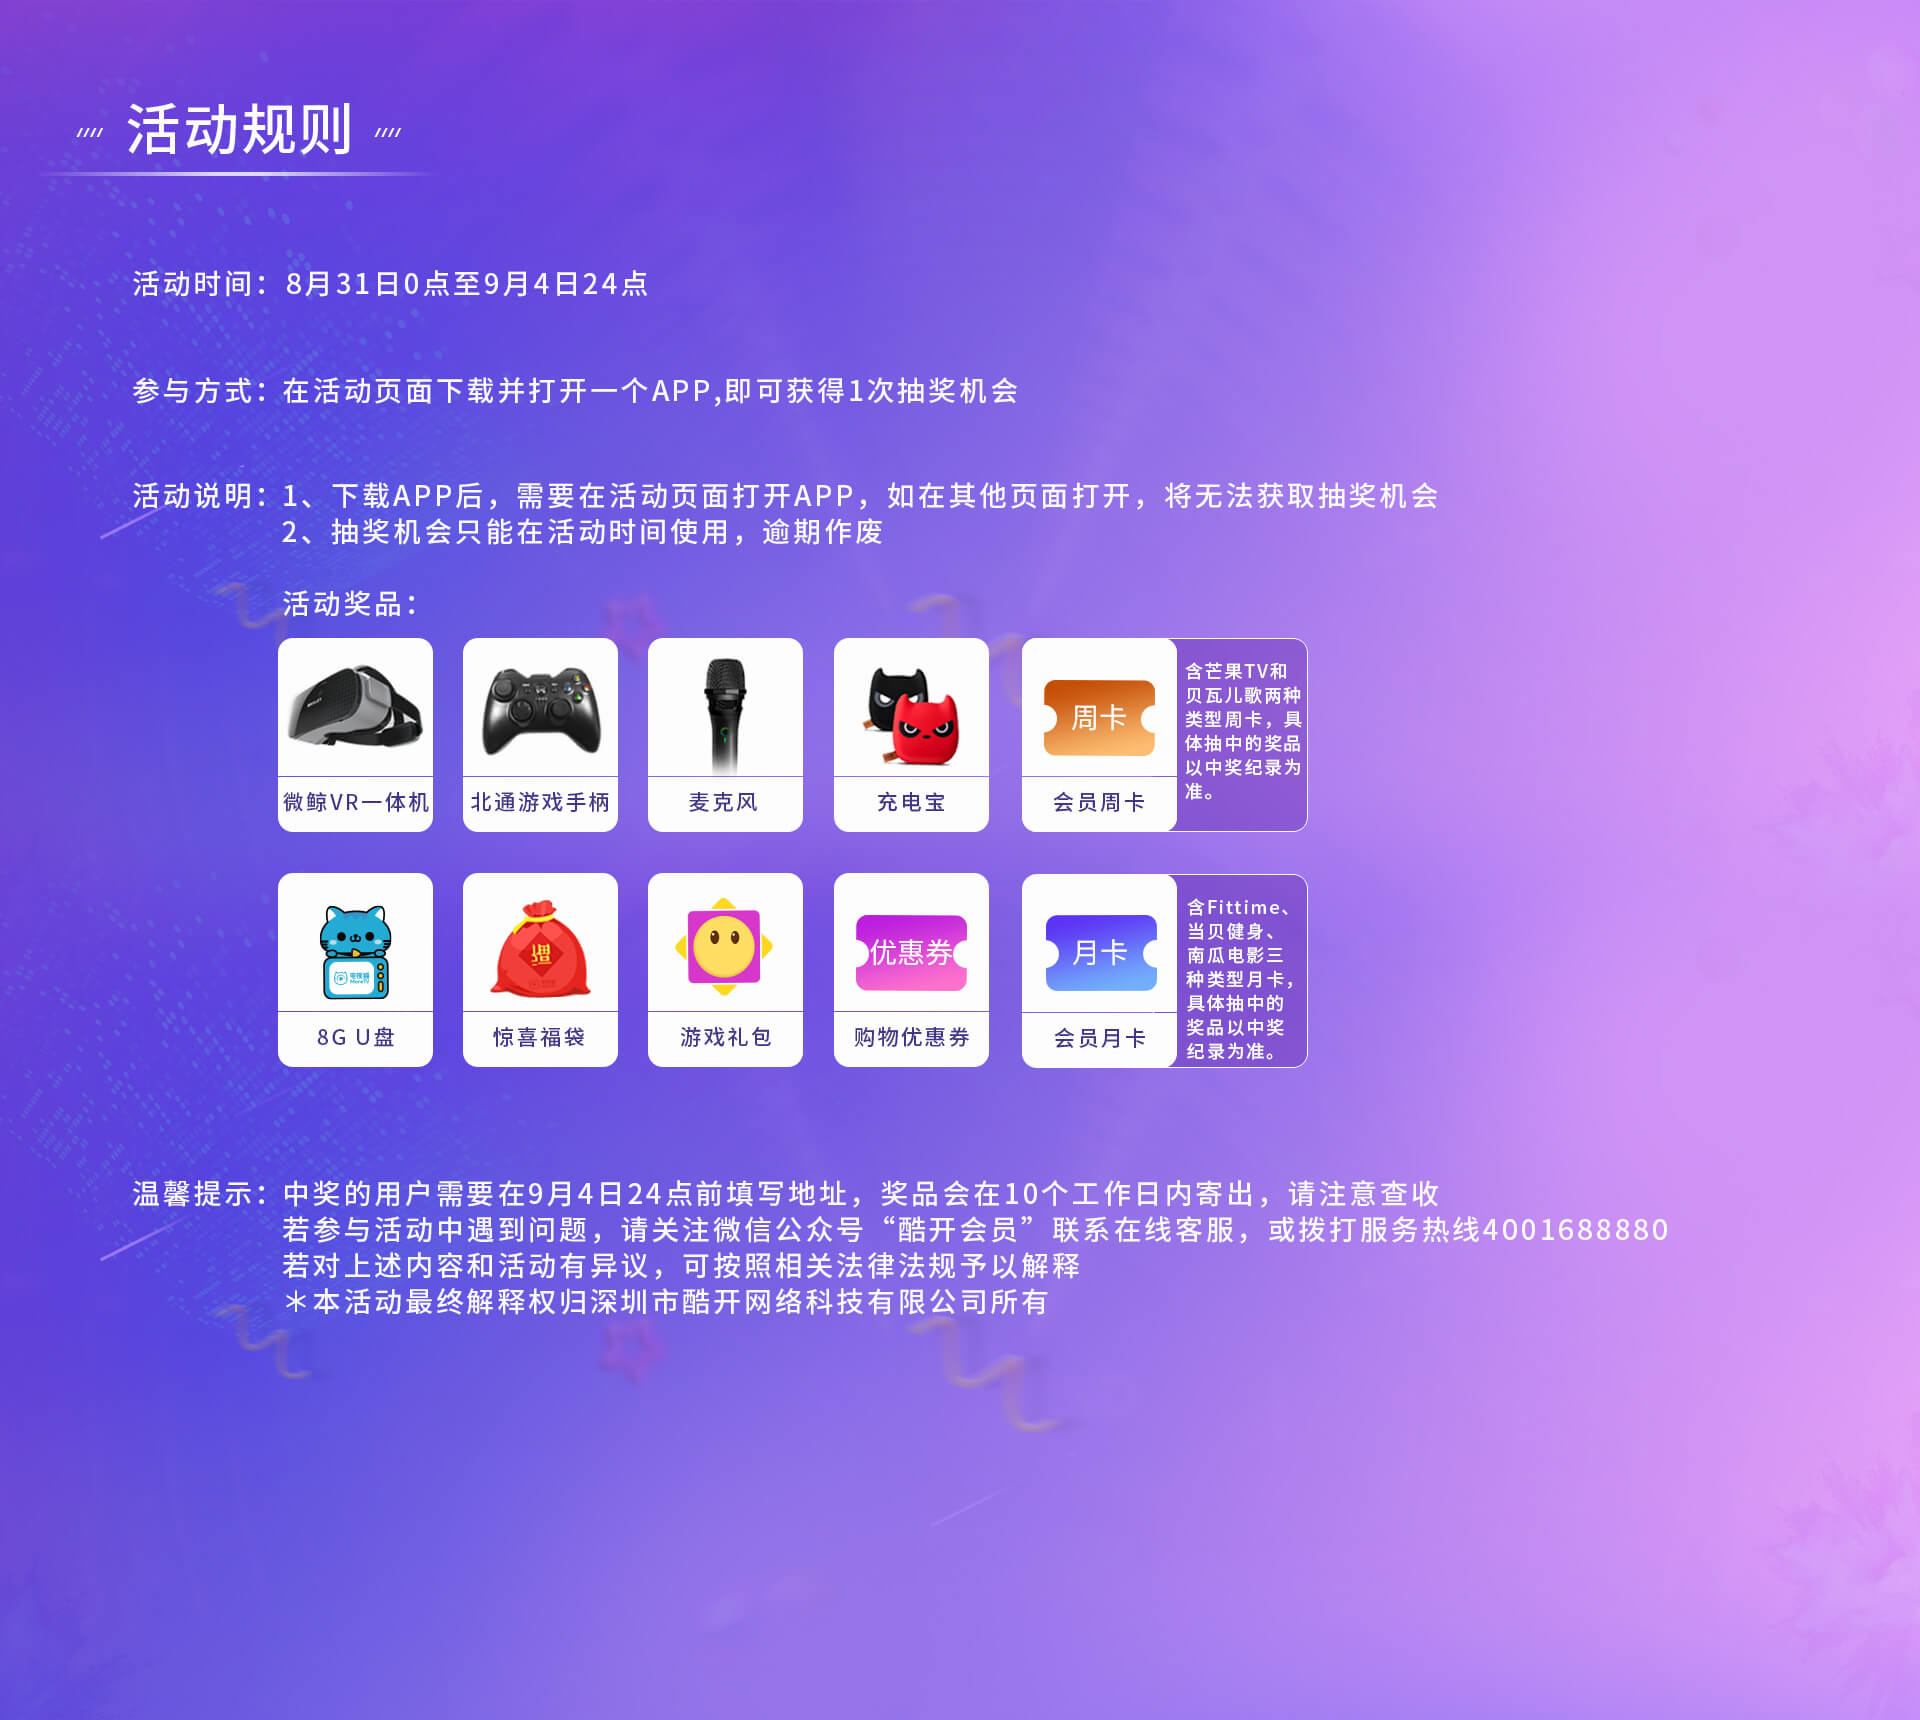 活动规则
活动时间：8月31日0点至9月4日24点
参与方式：在活动页面下载并打开一个APP,即可获得1次抽奖机会
活动说明：1、下载APP后，需要在活动页面打开APP，如在其他页面打开，将无法获取抽奖机会
2、抽奖机会只能在活动时间使用，逾期作废
活动奖品：
周卡
含芒果TV和
贝瓦儿歌两种
类型周卡，具
体抽中的奖品
以中奖纪录为
准。
微鲸VR一体机
北通游戏手柄
麦克风
充电宝
会员周卡
电视猫
MoreTV
优惠券
月卡
含Fittime、
当贝健身、
南瓜电影三
种类型月卡，
具体抽中的
奖品以中奖
纪录为准。
8G U盘
惊喜福袋
游戏礼包
购物优惠券
会员月卡
温馨提示：中奖的用户需要在9月4日24点前填写地址，奖品会在10个工作日内寄出，请注意查收
若参与活动中遇到问题，请关注微信公众号“酷开会员”联系在线客服，或拨打服务热线4001688880
若对上述内容和活动有异议，可按照相关法律法规予以解释
＊本活动最终解释权归深圳市酷开网络科技有限公司所有